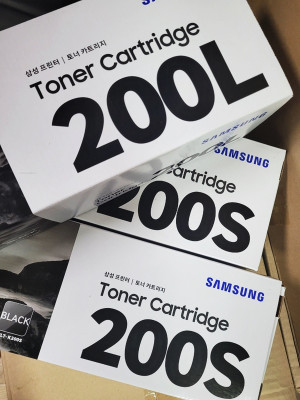 삼성 프린터 | 토너 카트리지
Toner Cartridge
200L
SAMSUNG
SAMSUNG
Cartridge
200S
SAMSUNG
삼성 프린터 | 토너 카트리지
Toner Cartridge
200S
BLACK